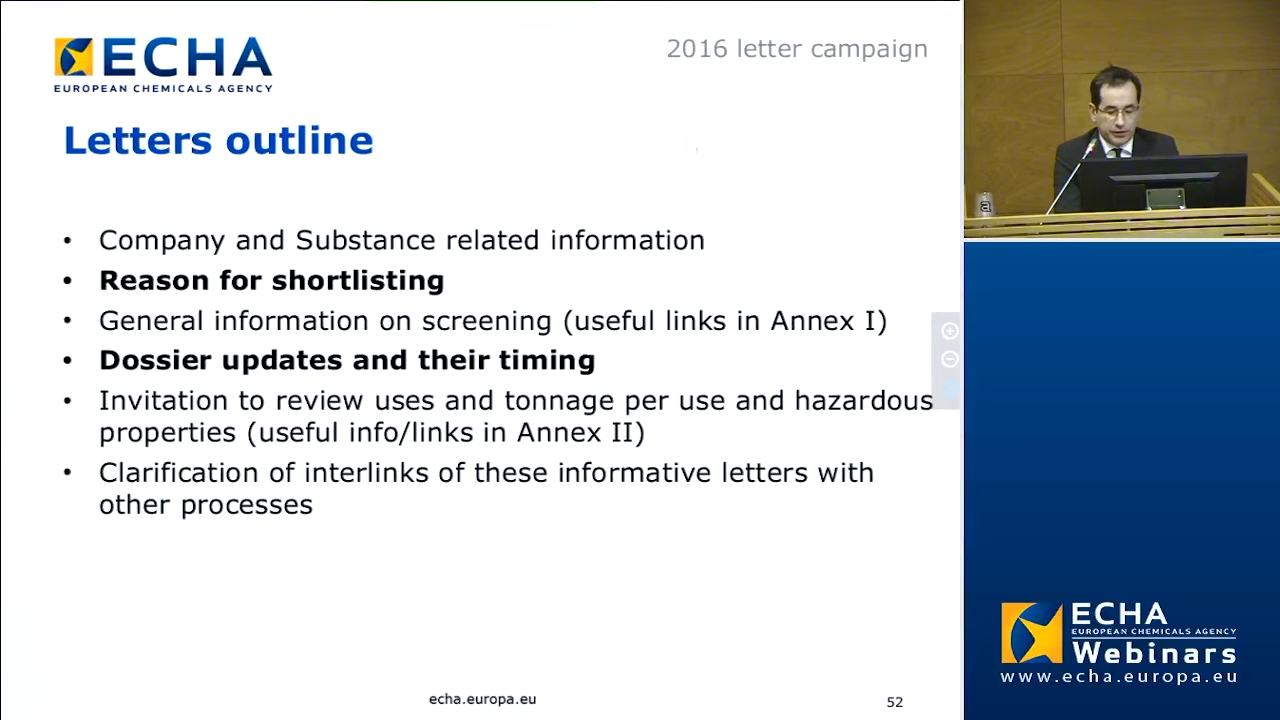 ECHA
EUROPEAN CHEMICALS AGENCY
2016 letter campaign
Letters outline
• Company and Substance related information
• Reason for shortlisting
• General information on screening (useful links in Annex I)
• Dossier updates and their timing
• Invitation to review uses and tonnage per use and hazardous
properties (useful info/links in Annex II)
• Clarification of interlinks of these informative letters with
other processes
echa.europa.eu
52
ECHA
EUROPEAN CHEMICALS AGENCY
Webinars
www.echa.europa.eu